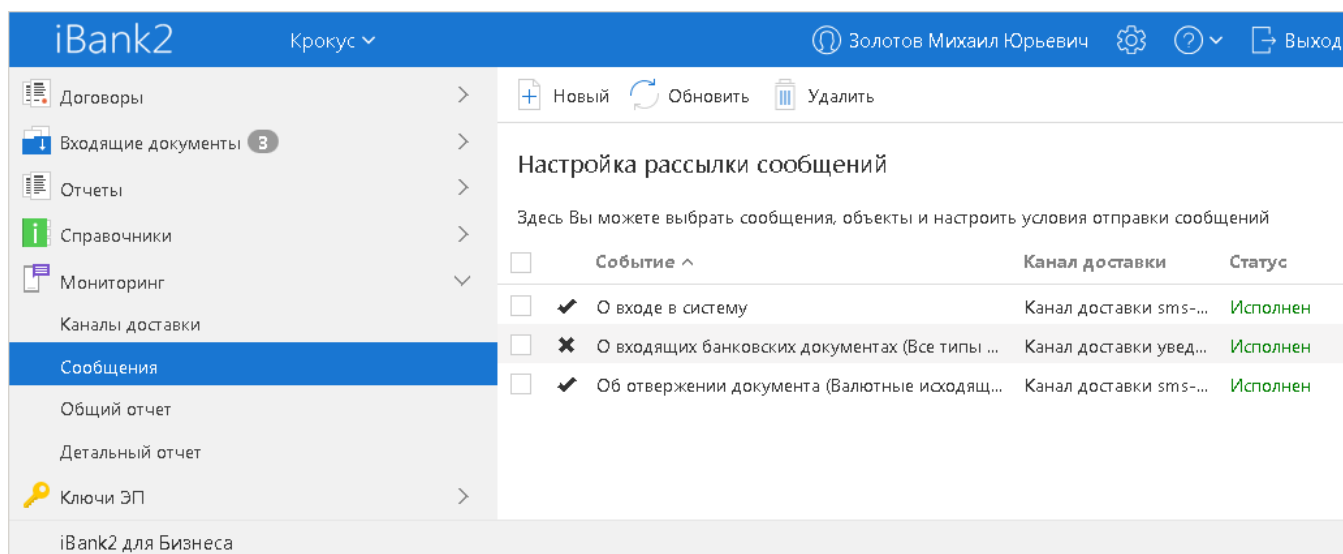 iBank2 Крокус Золотов Михаил Юрьевич Выход
Договоры
Входящие документы 3
Отчеты
Справочники
Мониторинг
Каналы доставки
Сообщения
Общий отчет
Детальный отчет
Ключи ЭП
iBank2 для Бизнеса
Новый Обновить Удалить
Настройка рассылки сообщений
Здесь Вы можете выбрать сообщения, объекты и настроить условия отправки сообщений
Событие Канал доставки Статус
О входе в систему Канал доставки sms-... Исполнен
О входящих банковских документах (Все типы ... Канал доставки увед... Исполнен
Об отвержении документа (Валютные исходящ... Канал доставки sms-... Исполнен